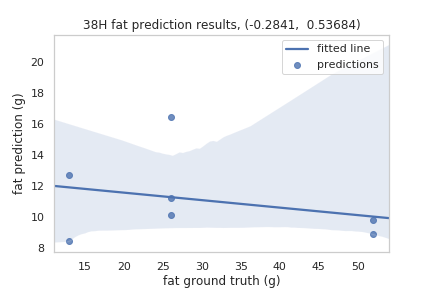 38H fat prediction results, (-0.2841,  0.53684)
fitted line
predictions
fat prediction (g)
20
18
16
14
12
10
8
15 20 25 30 35 40 45 50
fat ground truth (g)